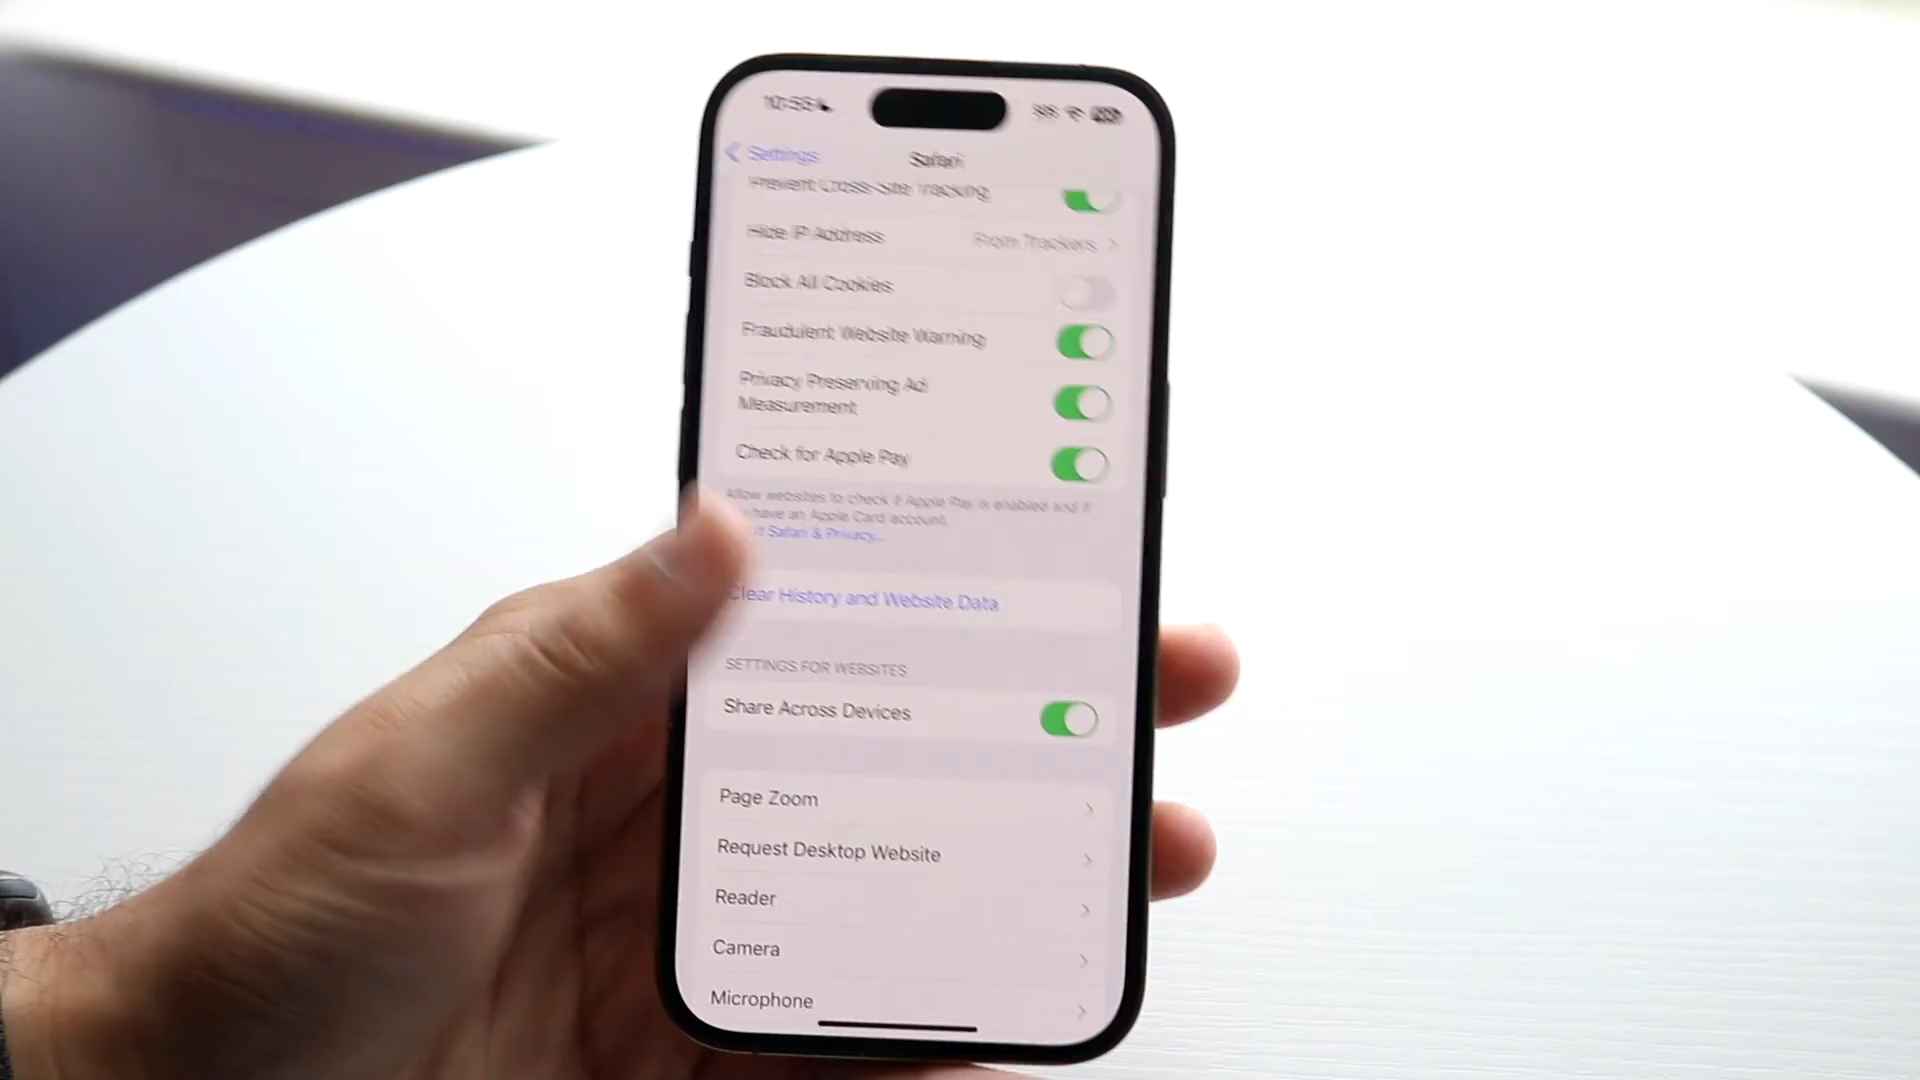 10:55
SOS
Settings
Safari
Prevent Cross-Site Tracking
Hide IP Address From Trackers
Block All Cookies
Fraudulent Website Warning
Privacy Preserving Ad
Measurement
Check for Apple Pay
Allow websites to check if Apple Pay is enabled and if
have an Apple Card account.
Safari & Privacy...
Clear History and Website Data
SETTINGS FOR WEBSITES
Share Across Devices
Page Zoom
Request Desktop Website
Reader
Camera
Microphone